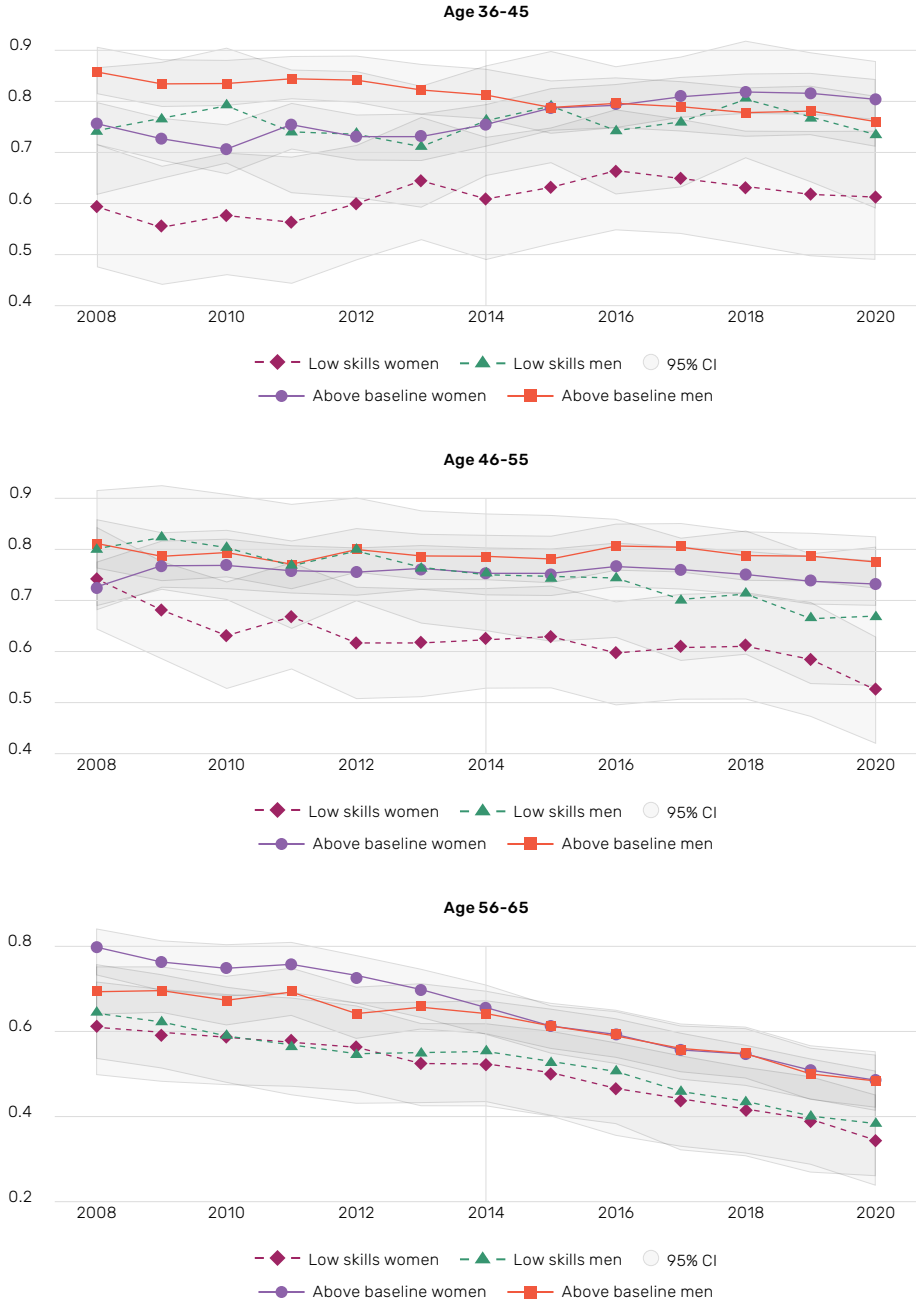 Age 36-45
0.9
0.8
0.7
0.6
0.5
0.4
2008 2010 2011 2012 2014 2016 2018 2020
Low skills women Low skills men 95% CI
Above baseline women Above baseline men
Age 46-55
0.9
0.8
0.7
0.6
0.5
0.4
2008 2010 2011 2012 2014 2016 2018 2020
Low skills women Low skills men 95% CI
Above baseline women Above baseline men
Age 56-65
0.8
0.6
0.4
0.2
2008 2010 2011 2012 2014 2016 2018 2020
Low skills women Low skills men 95% CI
Above baseline women Above baseline men